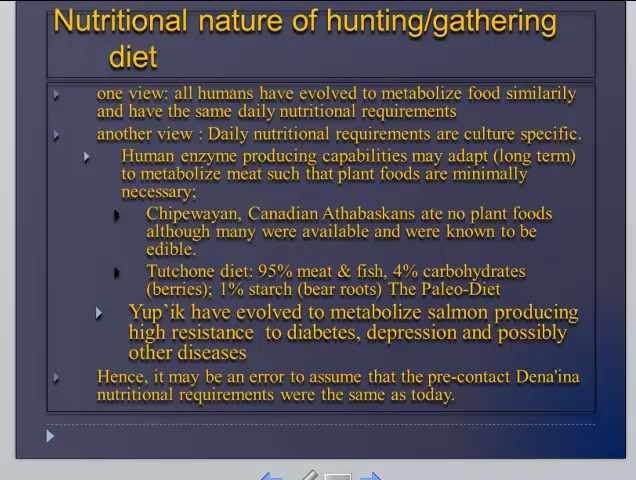 Nutritional nature of hunting/gathering
diet
one view: all humans have evolved to metabolize food similarily
and have the same daily nutritional requirements
another view : Daily nutritional requirements are culture specific.
Human enzyme producing capabilities may adapt (long term)
to metabolize meat such that plant foods are minimally
necessary;
Chipewayan, Canadian Athabaskans ate no plant foods
although many were available and were known to be
edible.
Tutchone diet: 95% meat & fish, 4% carbohydrates
(berries); 1% starch (bear roots) The Paleo-Diet
Yup'ik have evolved to metabolize salmon producing
high resistance to diabetes, depression and possibly
other diseases
Hence, it may be an error to assume that the pre-contact Dena'ina
nutritional requirements were the same as today.